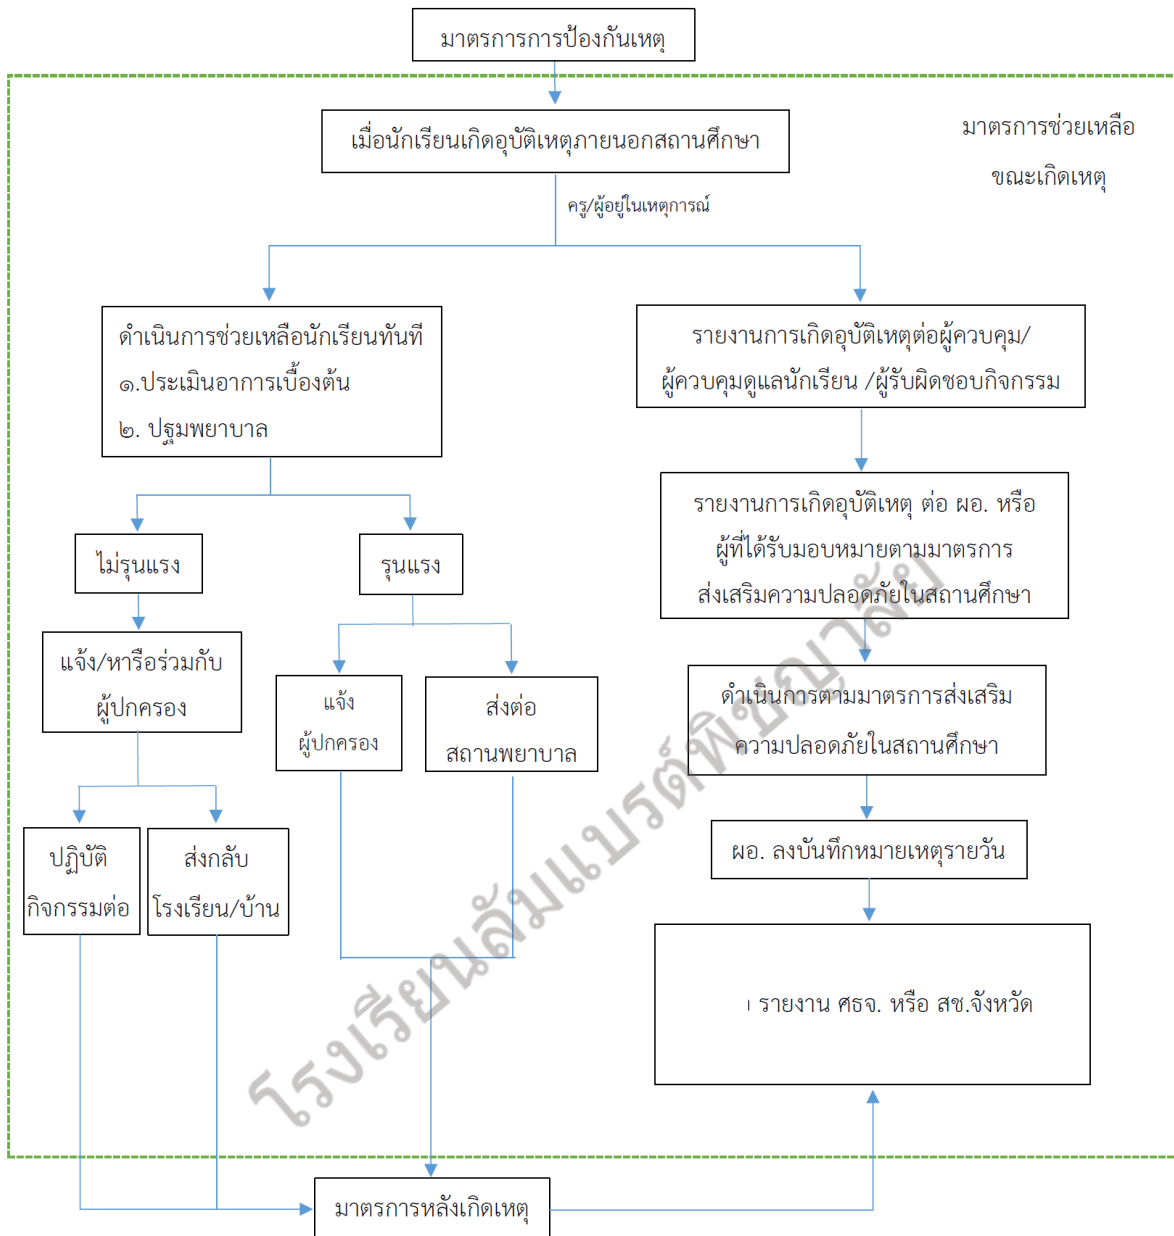 มาตรการการป้องกันเหตุ
เมื่อนักเรียนเกิดอุบัติเหตุภายนอกสถานศึกษา
มาตรการช่วยเหลือ
ขณะเกิดเหตุ
ครู/ผู้อยู่ในเหตุการณ์
ดำเนินการช่วยเหลือนักเรียนทันที
๑.ประเมินอาการเบื้องต้น
๒. ปฐมพยาบาล
รายงานการเกิดอุบัติเหตุต่อผู้ควบคุม/
ผู้ควบคุมดูแลนักเรียน /ผู้รับผิดชอบกิจกรรม
รายงานการเกิดอุบัติเหตุ ต่อ ผอ. หรือ
ผู้ที่ได้รับมอบหมายตามมาตรการ
ส่งเสริมความปลอดภัยในสถานศึกษา
ไม่รุนแรง
รุนแรง
แจ้ง/หารือร่วมกับ
ผู้ปกครอง
แจ้ง
ผู้ปกครอง
ส่งต่อ
สถานพยาบาล
ดำเนินการตามมาตรการส่งเสริม
ความปลอดภัยในสถานศึกษา
ปฏิบัติ
กิจกรรมต่อ
ส่งกลับ
โรงเรียน/บ้าน
ผอ. ลงบันทึกหมายเหตุรายวัน
รายงาน ศธจ. หรือ สช.จังหวัด
มาตรการหลังเกิดเหตุ
โรงเรียนลัมแบรต์พิชญาลัย